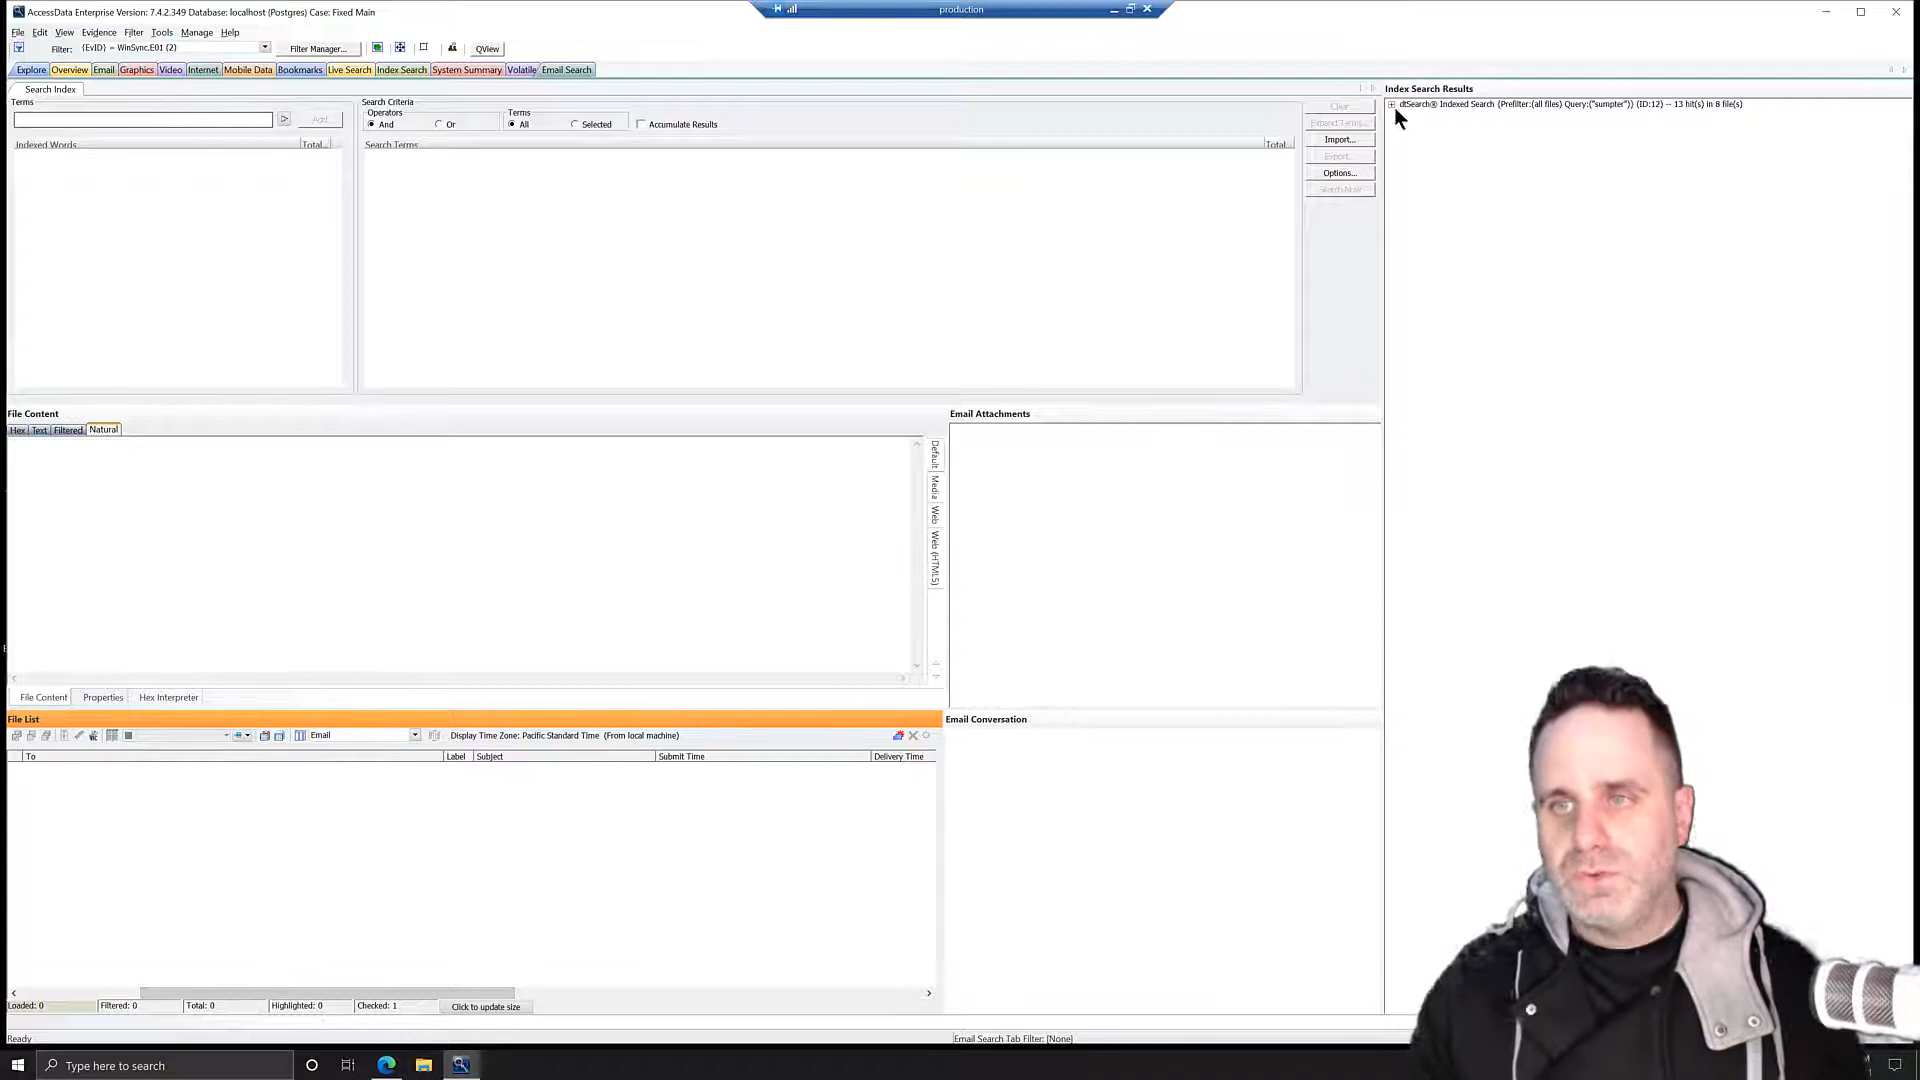 AccessData Enterprise Version: 7.4.2.349 Database: localhost (Postgres) Case: Fixed Main
production
File Edit View Evidence Filter Tools Manage Help
Filter: {EvID} = WinSync.E01 (2) Filter Manager... QView
Explore Overview Email Graphics Video Internet Mobile Data Bookmarks Live Search Index Search System Summary Volatile Email Search
Search Index
Index Search Results
Terms
Add
Indexed Words Total...
Search Criteria
Operators Terms
And Or All Selected Accumulate Results
Search Terms Total...
Clear
Expand Terms...
Import...
Export...
Options...
Search Now
dtSearch® Indexed Search {Prefilter:(all files) Query:("sumpter")} (ID:12) -- 13 hit(s) in 8 file(s)
File Content
Hex Text Filtered Natural
Default
Media
Web
Web (HTML5)
Email Attachments
File Content Properties Hex Interpreter
File List
Email Display Time Zone: Pacific Standard Time (From local machine)
To Label Subject Submit Time Delivery Time
Email Conversation
Loaded: 0 Filtered: 0 Total: 0 Highlighted: 0 Checked: 1 Click to update size
Ready
Email Search Tab Filter: [None]
Type here to search